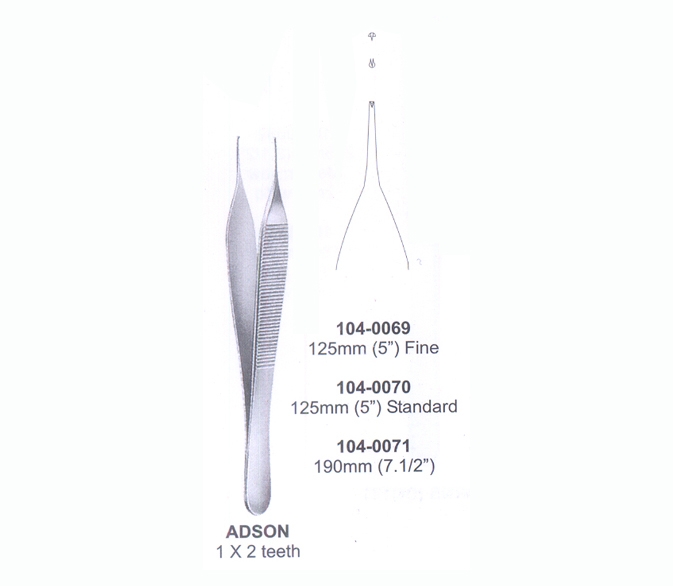 104-0069
125mm (5”) Fine
104-0070
125mm (5”) Standard
104-0071
190mm (7.1/2”)
ADSON
1 X 2 teeth